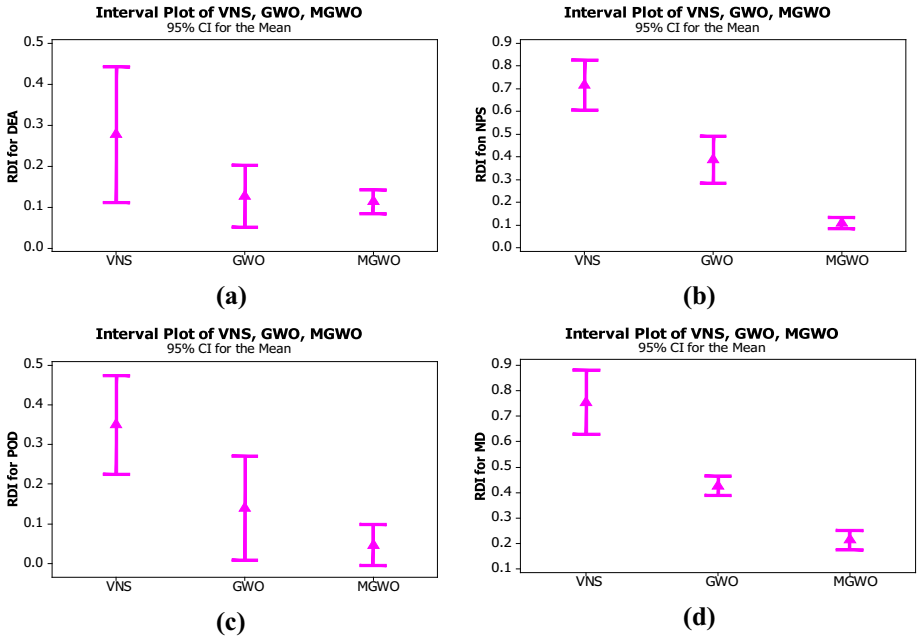 Interval Plot of VNS, GWO, MGWO
95% CI for the Mean
RDI for DEA
0.5
0.4
0.3
0.2
0.1
0.0
VNS GWO MGWO
(a)
Interval Plot of VNS, GWO, MGWO
95% CI for the Mean
RDI fon NPS
0.9
0.8
0.7
0.6
0.5
0.4
0.3
0.2
0.1
0.0
VNS GWO MGWO
(b)
Interval Plot of VNS, GWO, MGWO
95% CI for the Mean
RDI for POD
0.5
0.4
0.3
0.2
0.1
0.0
VNS GWO MGWO
(c)
Interval Plot of VNS, GWO, MGWO
95% CI for the Mean
RDI for MD
0.9
0.8
0.7
0.6
0.5
0.4
0.3
0.2
0.1
VNS GWO MGWO
(d)